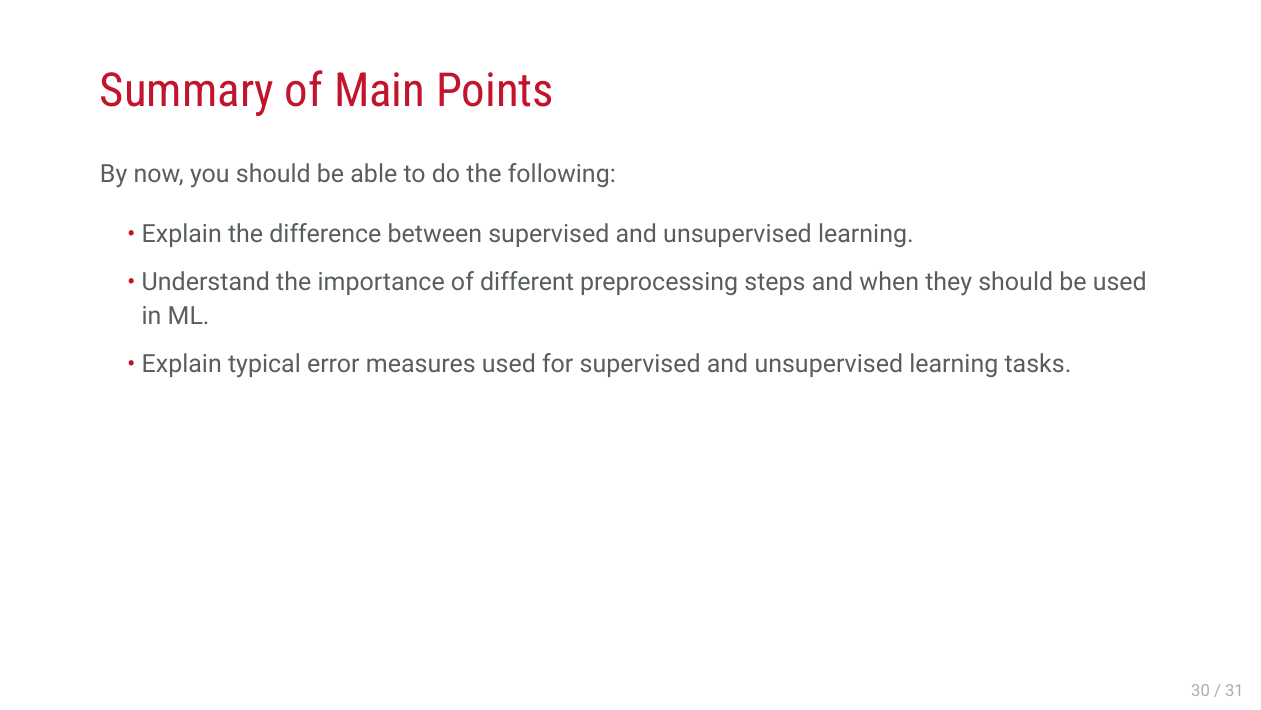 Summary of Main Points
By now, you should be able to do the following:
• Explain the difference between supervised and unsupervised learning.
• Understand the importance of different preprocessing steps and when they should be used
in ML.
• Explain typical error measures used for supervised and unsupervised learning tasks.
30 / 31